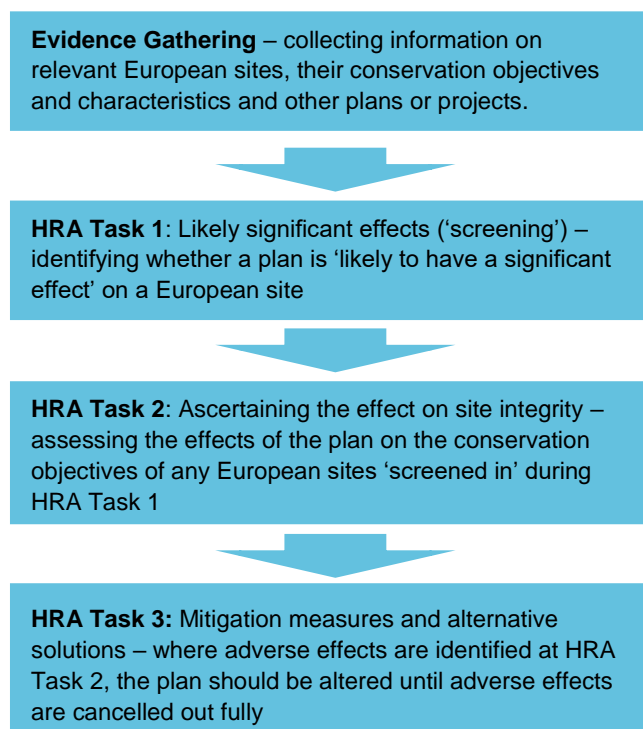 Evidence Gathering – collecting information on
relevant European sites, their conservation objectives
and characteristics and other plans or projects.
HRA Task 1: Likely significant effects (‘screening’) –
identifying whether a plan is ‘likely to have a significant
effect’ on a European site
HRA Task 2: Ascertaining the effect on site integrity –
assessing the effects of the plan on the conservation
objectives of any European sites ‘screened in’ during
HRA Task 1
HRA Task 3: Mitigation measures and alternative
solutions – where adverse effects are identified at HRA
Task 2, the plan should be altered until adverse effects
are cancelled out fully